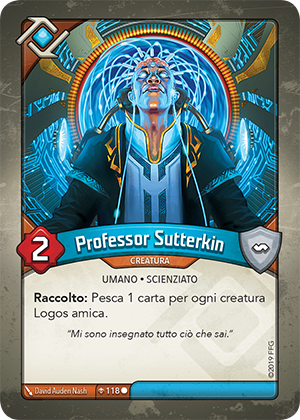 Professor Sutterkin
CREATURA
2
UMANO • SCIENZIATO
Raccolto: Pesca 1 carta per ogni creatura
Logos amica.
“Mi sono insegnato tutto ciò che sai.”
David Auden Nash
118
©2019 FFG